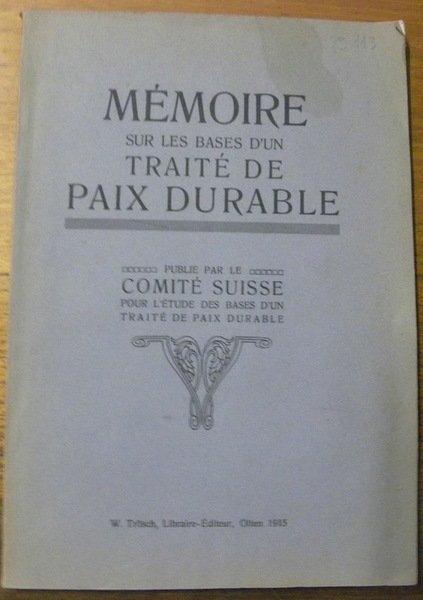 MÉMOIRE
SUR LES BASES D'UN
TRAITÉ DE
PAIX DURABLE
PUBLIÉ PAR LE
COMITÉ SUISSE
POUR L'ÉTUDE DES BASES D'UN
TRAITÉ DE PAIX DURABLE
W. Trösch, Libraire-Éditeur, Olten 1915